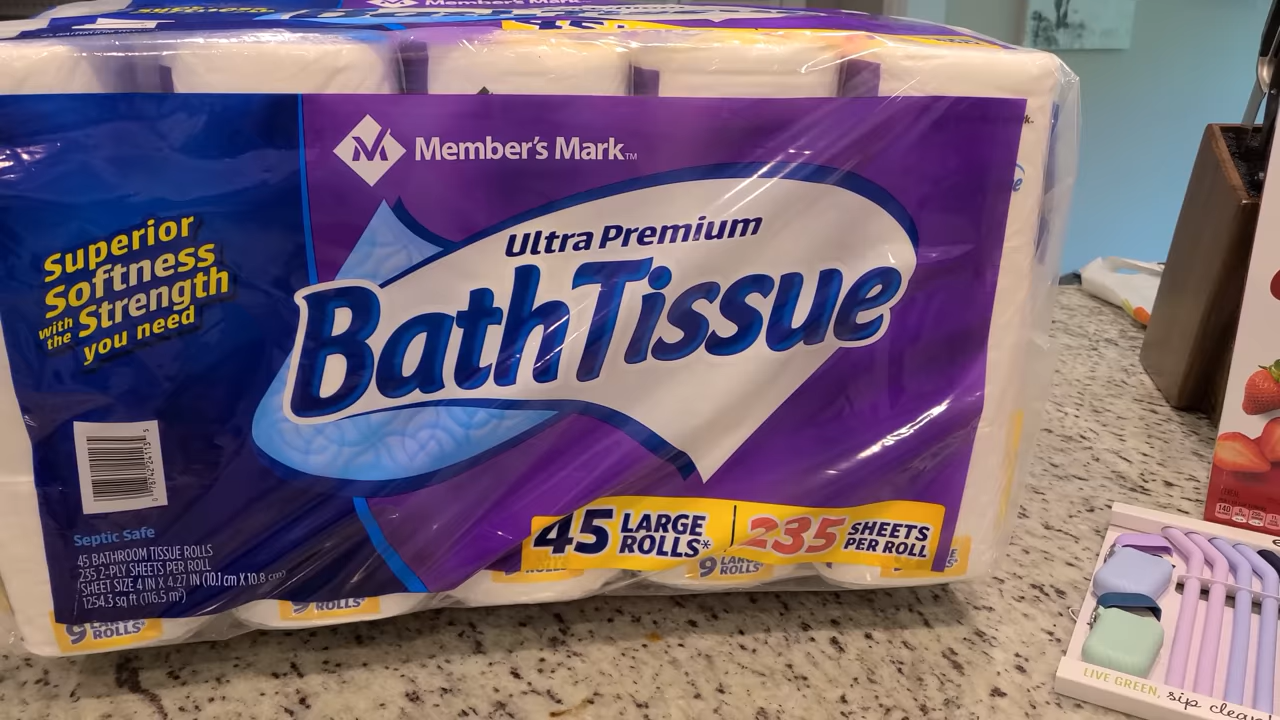 Member's Mark
Member's Mark™
Superior
Softness
with the Strength
you need
Ultra Premium
BathTissue
45 LARGE ROLLS*
235 SHEETS PER ROLL
Septic Safe
45 BATHROOM TISSUE ROLLS
235 2-PLY SHEETS PER ROLL
SHEET SIZE 4 IN X 4.27 IN (10.1 cm X 10.8 cm)
1254.3 sq ft (116.5 m²)
9 LARGE ROLLS*
ROLLS*
9 ROLLS*
LIVE GREEN, sip clean